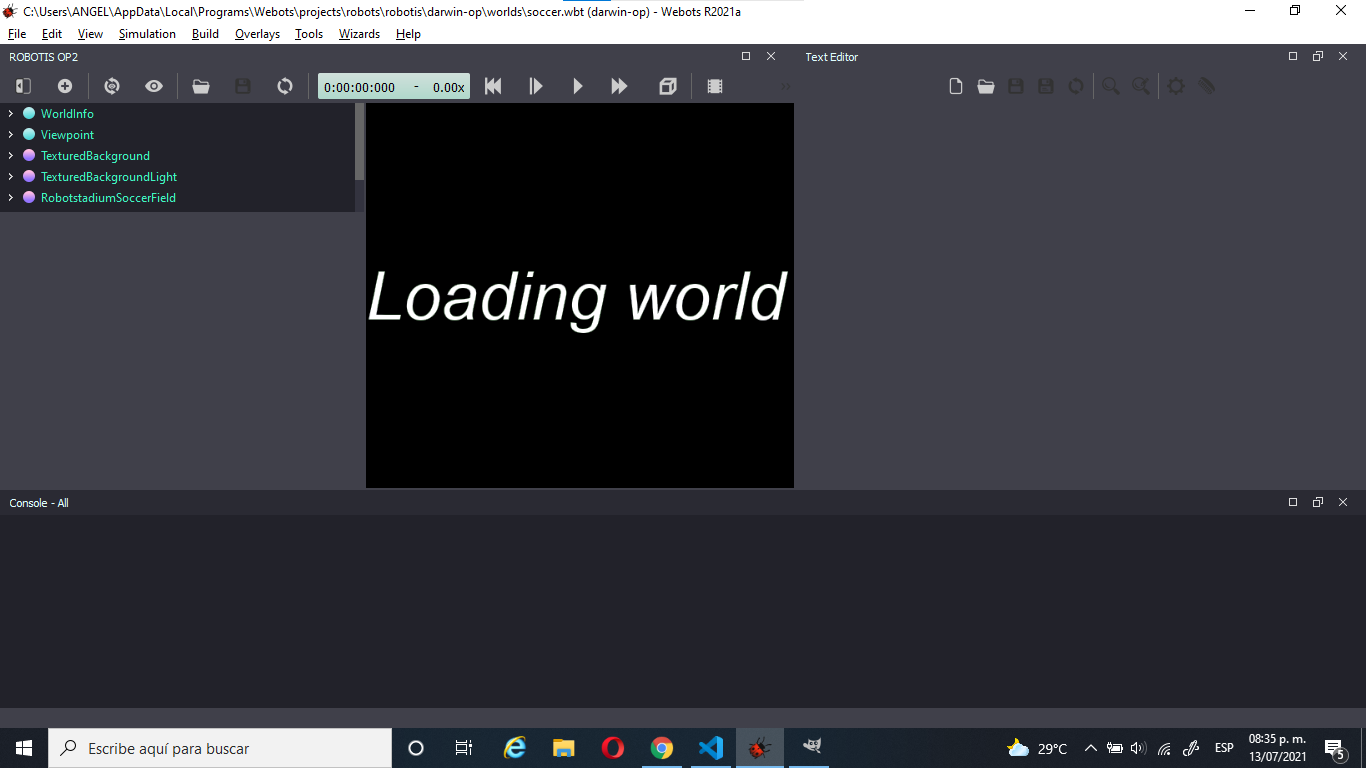 C:\Users\ANGEL\AppData\Local\Programs\Webots\projects\robots\robotis\darwin-op\worlds\soccer.wbt (darwin-op) - Webots R2021a
File Edit View Simulation Build Overlays Tools Wizards Help
ROBOTIS OP2
Text Editor
0:00:00:000 - 0.00x
WorldInfo
Viewpoint
TexturedBackground
TexturedBackgroundLight
RobotstadiumSoccerField
Loading world
Console - All
Escribe aquí para buscar
29°C
ESP
08:35 p. m.
13/07/2021
5